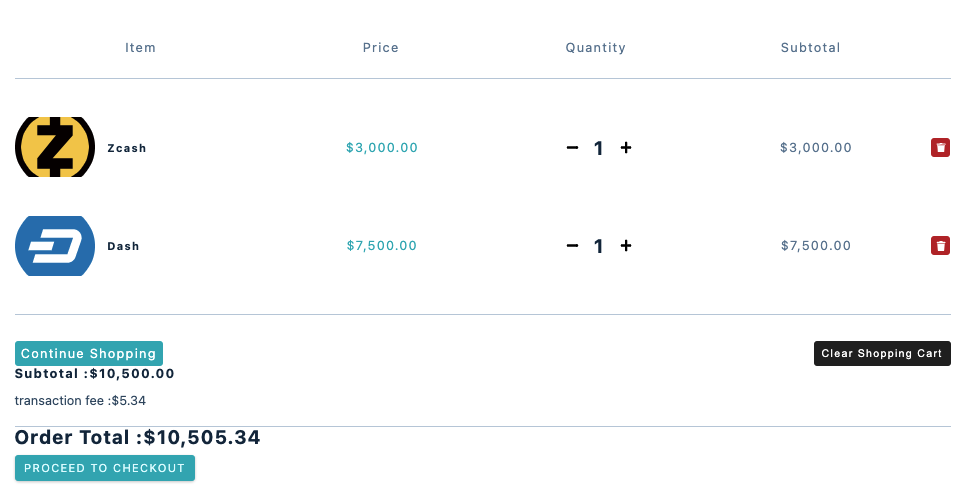 Item Price Quantity Subtotal
Zcash $3,000.00 1 $3,000.00
Dash $7,500.00 1 $7,500.00
Continue Shopping Clear Shopping Cart
Subtotal :$10,500.00
transaction fee :$5.34
Order Total :$10,505.34
PROCEED TO CHECKOUT